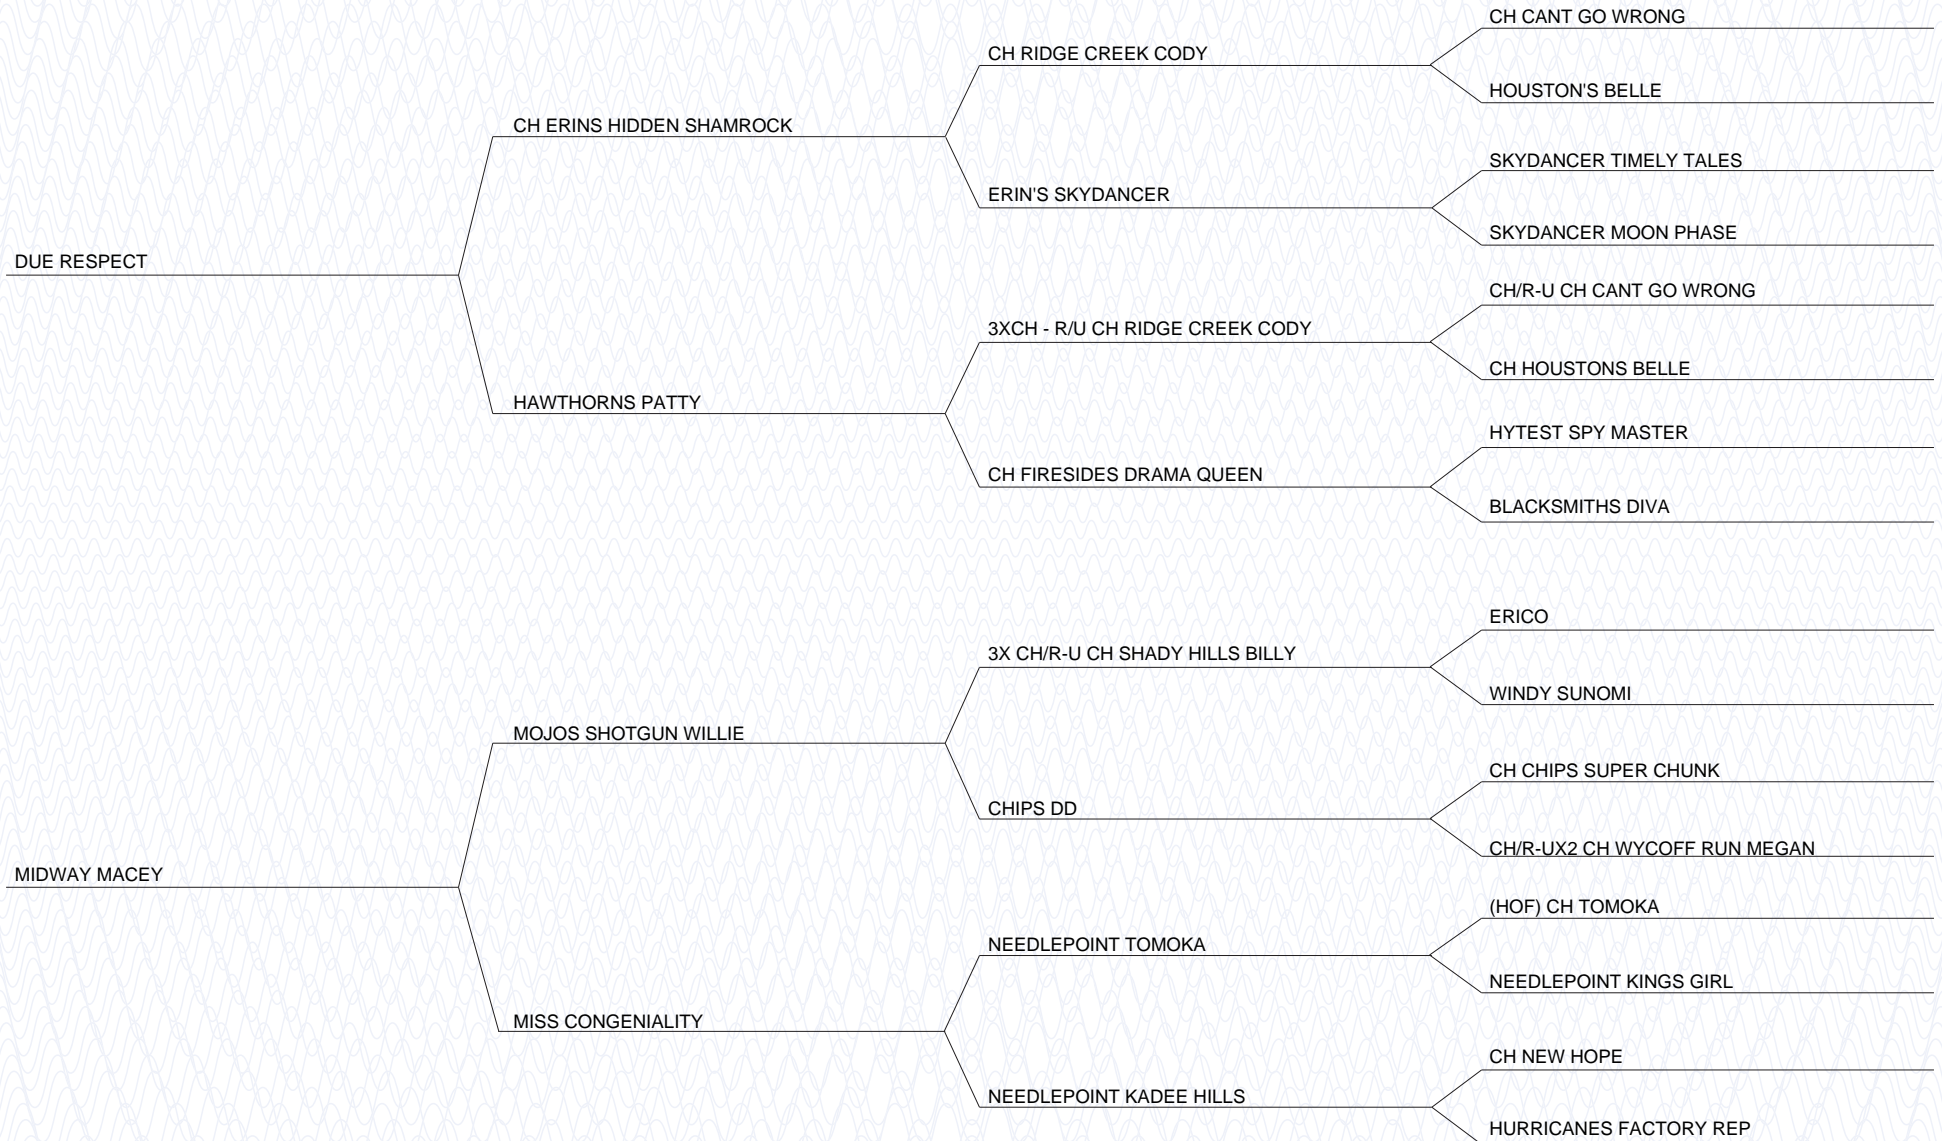 CH CANT GO WRONG
CH RIDGE CREEK CODY
HOUSTON'S BELLE
CH ERINS HIDDEN SHAMROCK
SKYDANCER TIMELY TALES
ERIN'S SKYDANCER
SKYDANCER MOON PHASE
DUE RESPECT
CH/R-U CH CANT GO WRONG
3XCH - R/U CH RIDGE CREEK CODY
CH HOUSTONS BELLE
HAWTHORNS PATTY
HYTEST SPY MASTER
CH FIRESIDES DRAMA QUEEN
BLACKSMITHS DIVA
ERICO
3X CH/R-U CH SHADY HILLS BILLY
WINDY SUNOMI
MOJOS SHOTGUN WILLIE
CH CHIPS SUPER CHUNK
CHIPS DD
CH/R-UX2 CH WYCOFF RUN MEGAN
MIDWAY MACEY
(HOF) CH TOMOKA
NEEDLEPOINT TOMOKA
NEEDLEPOINT KINGS GIRL
MISS CONGENIALITY
CH NEW HOPE
NEEDLEPOINT KADEE HILLS
HURRICANES FACTORY REP